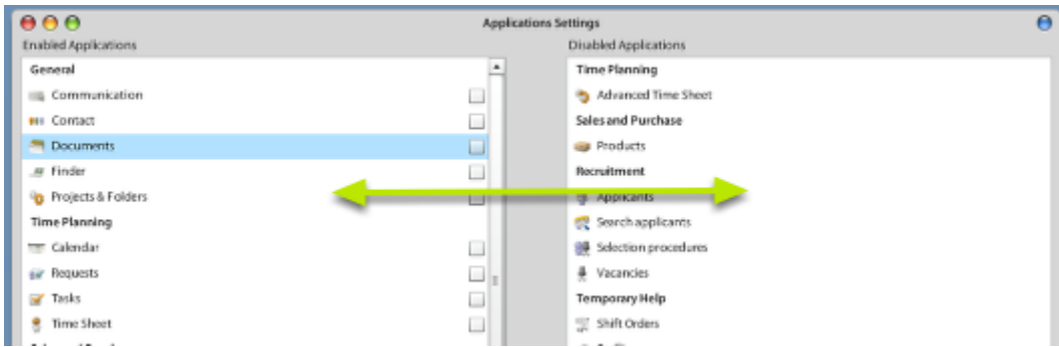 Applications Settings
Enabled Applications
General
Communication
Contact
Documents
Finder
Projects & Folders
Time Planning
Calendar
Requests
Tasks
Time Sheet
Disabled Applications
Time Planning
Advanced Time Sheet
Sales and Purchase
Products
Recruitment
Applicants
Search applicants
Selection procedures
Vacancies
Temporary Help
Shift Orders